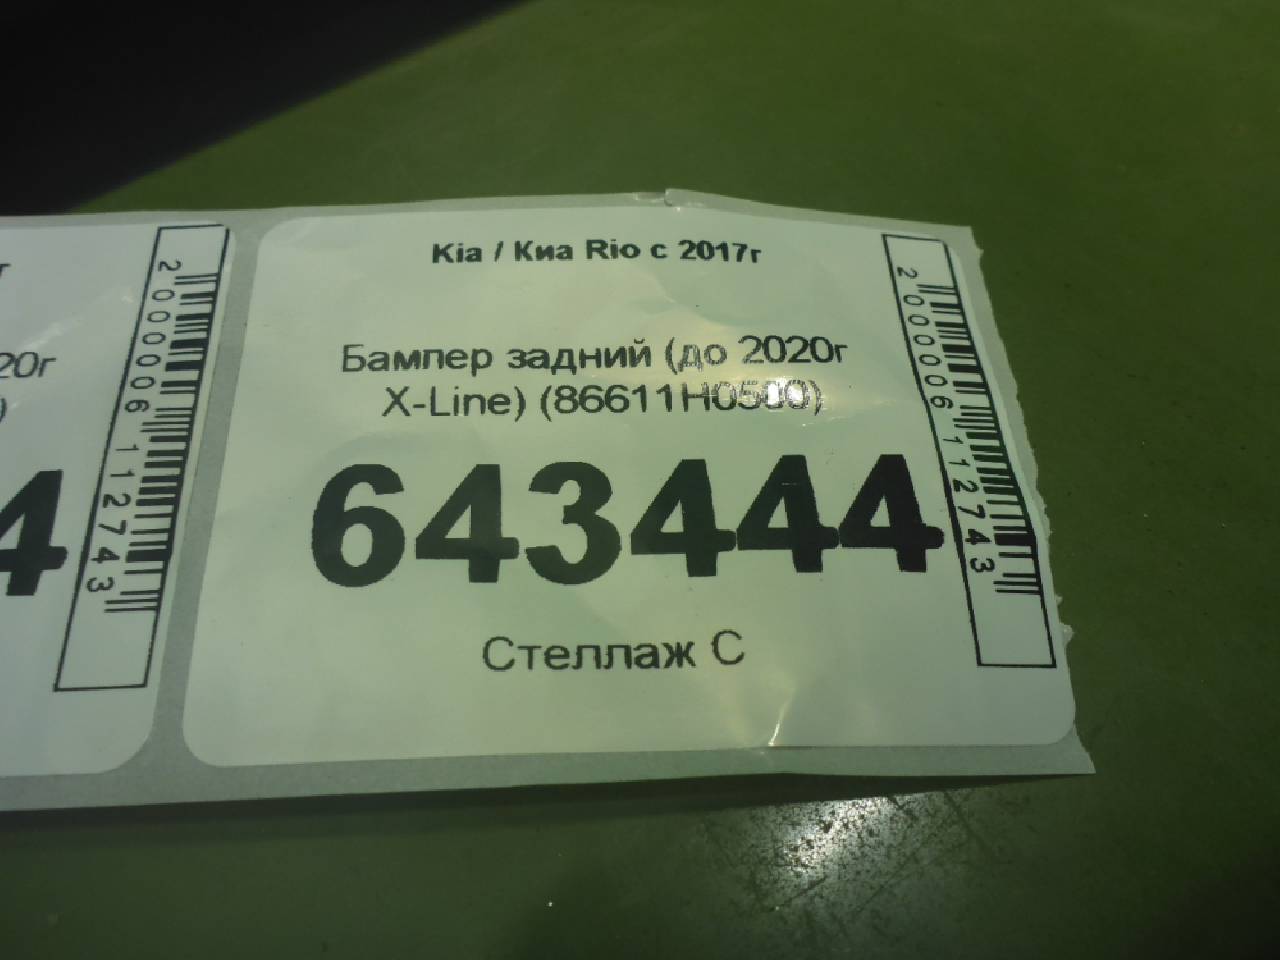 Kia / Киа Rio с 2017г
Бампер задний (до 2020г
X-Line) (86611H0500)
643444
Стеллаж С
2000006112743
20г
)
4
2000006112743